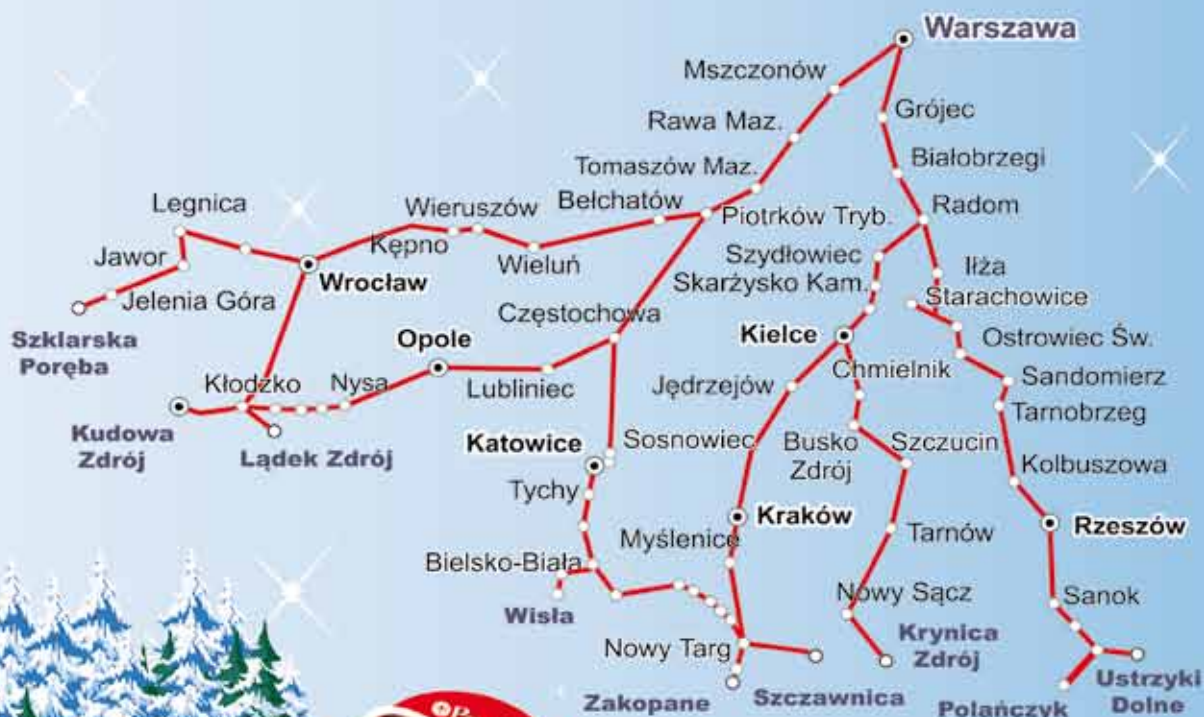 Warszawa
Mszczonów
Grójec
Rawa Maz.
Białobrzegi
Tomaszów Maz.
Legnica
Wieruszów
Bełchatów
Piotrków Tryb.
Radom
Jawor
Kępno
Wieluń
Szydłowiec
Iłża
Wrocław
Skarżysko Kam.
Jelenia Góra
Starachowice
Częstochowa
Szklarska
Poręba
Opole
Kielce
Ostrowiec Św.
Chmielnik
Kłodzko
Nysa
Lubliniec
Jędrzejów
Sandomierz
Tarnobrzeg
Kudowa
Zdrój
Lądek Zdrój
Katowice
Sosnowiec
Busko
Zdrój
Szczucin
Kolbuszowa
Tychy
Kraków
Rzeszów
Myślenice
Tarnów
Bielsko-Biała
Nowy Sącz
Sanok
Wisła
Nowy Targ
Krynica
Zdrój
Zakopane
Szczawnica
Polańczyk
Ustrzyki
Dolne